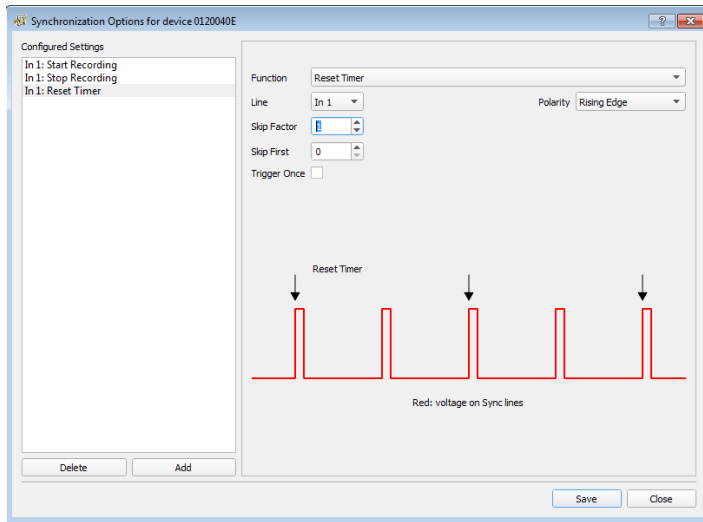 Synchronization Options for device 0120040E
Configured Settings
In 1: Start Recording
In 1: Stop Recording
In 1: Reset Timer
Function Reset Timer
Line In 1 Polarity Rising Edge
Skip Factor
Skip First 0
Trigger Once
Reset Timer
Red: voltage on Sync lines
Delete Add
Save Close